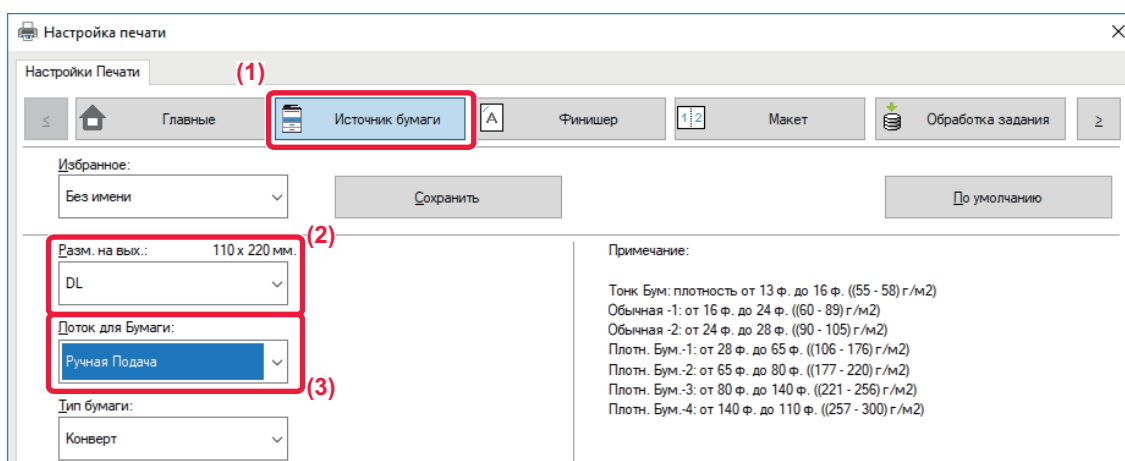 Настройка печати
Настройки Печати
(1)
<
Главные
Источник бумаги
A
Финишер
1 2
Макет
Обработка задания
>
Избранное:
Без имени
Сохранить
По умолчанию
(2)
Разм. на вых.: 110 x 220 мм.
DL
Лоток для Бумаги:
Ручная Подача
(3)
Тип бумаги:
Конверт
Примечание:
Тонк Бум: плотность от 13 ф. до 16 ф. ((55 - 58) г/м2)
Обычная -1: от 16 ф. до 24 ф. ((60 - 89) г/м2)
Обычная -2: от 24 ф. до 28 ф. ((90 - 105) г/м2)
Плотн. Бум.-1: от 28 ф. до 65 ф. ((106 - 176) г/м2)
Плотн. Бум.-2: от 65 ф. до 80 ф. ((177 - 220) г/м2)
Плотн. Бум.-3: от 80 ф. до 140 ф. ((221 - 256) г/м2)
Плотн. Бум.-4: от 140 ф. до 110 ф. ((257 - 300) г/м2)